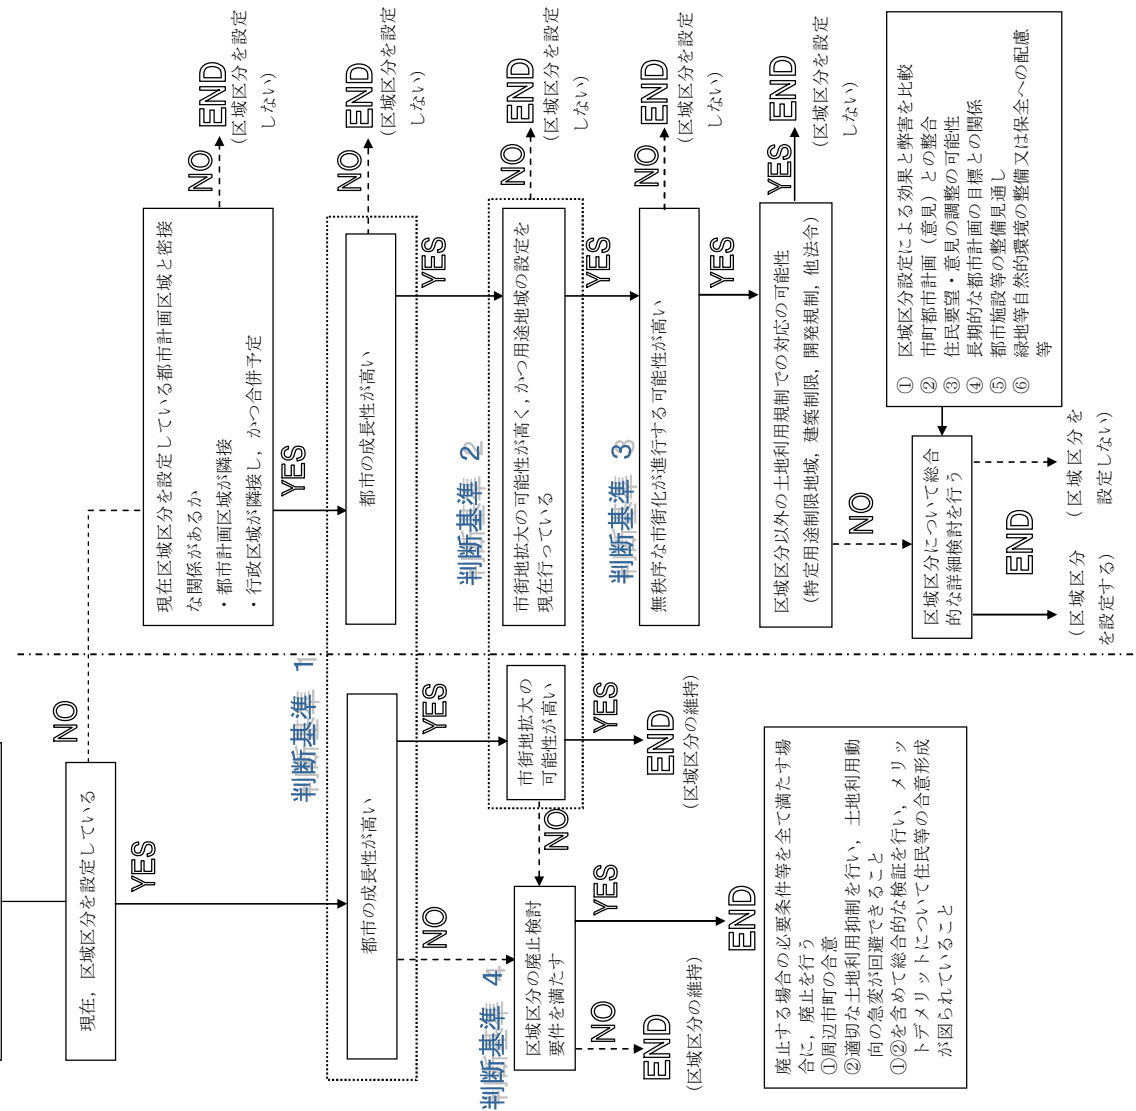 現在，区域区分を設定している
YES
NO
判断基準 1
都市の成長性が高い
NO
YES
市街地拡大の
可能性が高い
NO
YES
END
(区域区分の維持)
判断基準 4
区域区分の廃止検討
要件を満たす
NO
END
(区域区分の維持)
YES
END
廃止する場合の必要条件等を全て満たす場
合に，廃止を行う
①周辺市町の合意
②適切な土地利用抑制を行い， 土地利用動
向の急変が回避できること
①②を含めて総合的な検証を行い，メリッ
トデメリットについて住民等の合意形成
が図られていること
現在区域区分を設定している都市計画区域と密接
な関係があるか
・都市計画区域が隣接
・行政区域が隣接し，かつ合併予定
NO
END
(区域区分を設定
しない)
YES
都市の成長性が高い
NO
END
(区域区分を設定
しない)
YES
判断基準 2
市街地拡大の可能性が高く，かつ用途地域の設定を
現在行っている
NO
END
(区域区分を設定
しない)
YES
判断基準 3
無秩序な市街化が進行する可能性が高い
NO
END
(区域区分を設定
しない)
YES
区域区分以外の土地利用規制での対応の可能性
(特定用途制限地域，建築制限，開発規制，他法令)
YES
END
(区域区分を設定
しない)
NO
区域区分について総合
的な詳細検討を行う
① 区域区分設定による効果と弊害を比較
② 市町都市計画（意見）との整合
③ 住民要望・意見の調整の可能性
④ 長期的な都市計画の目標との関係
⑤ 都市施設等の整備見通し
⑥ 緑地等自然的環境の整備又は保全への配慮
等
(区域区分
を設定する)
END
(区域区分を
設定しない)